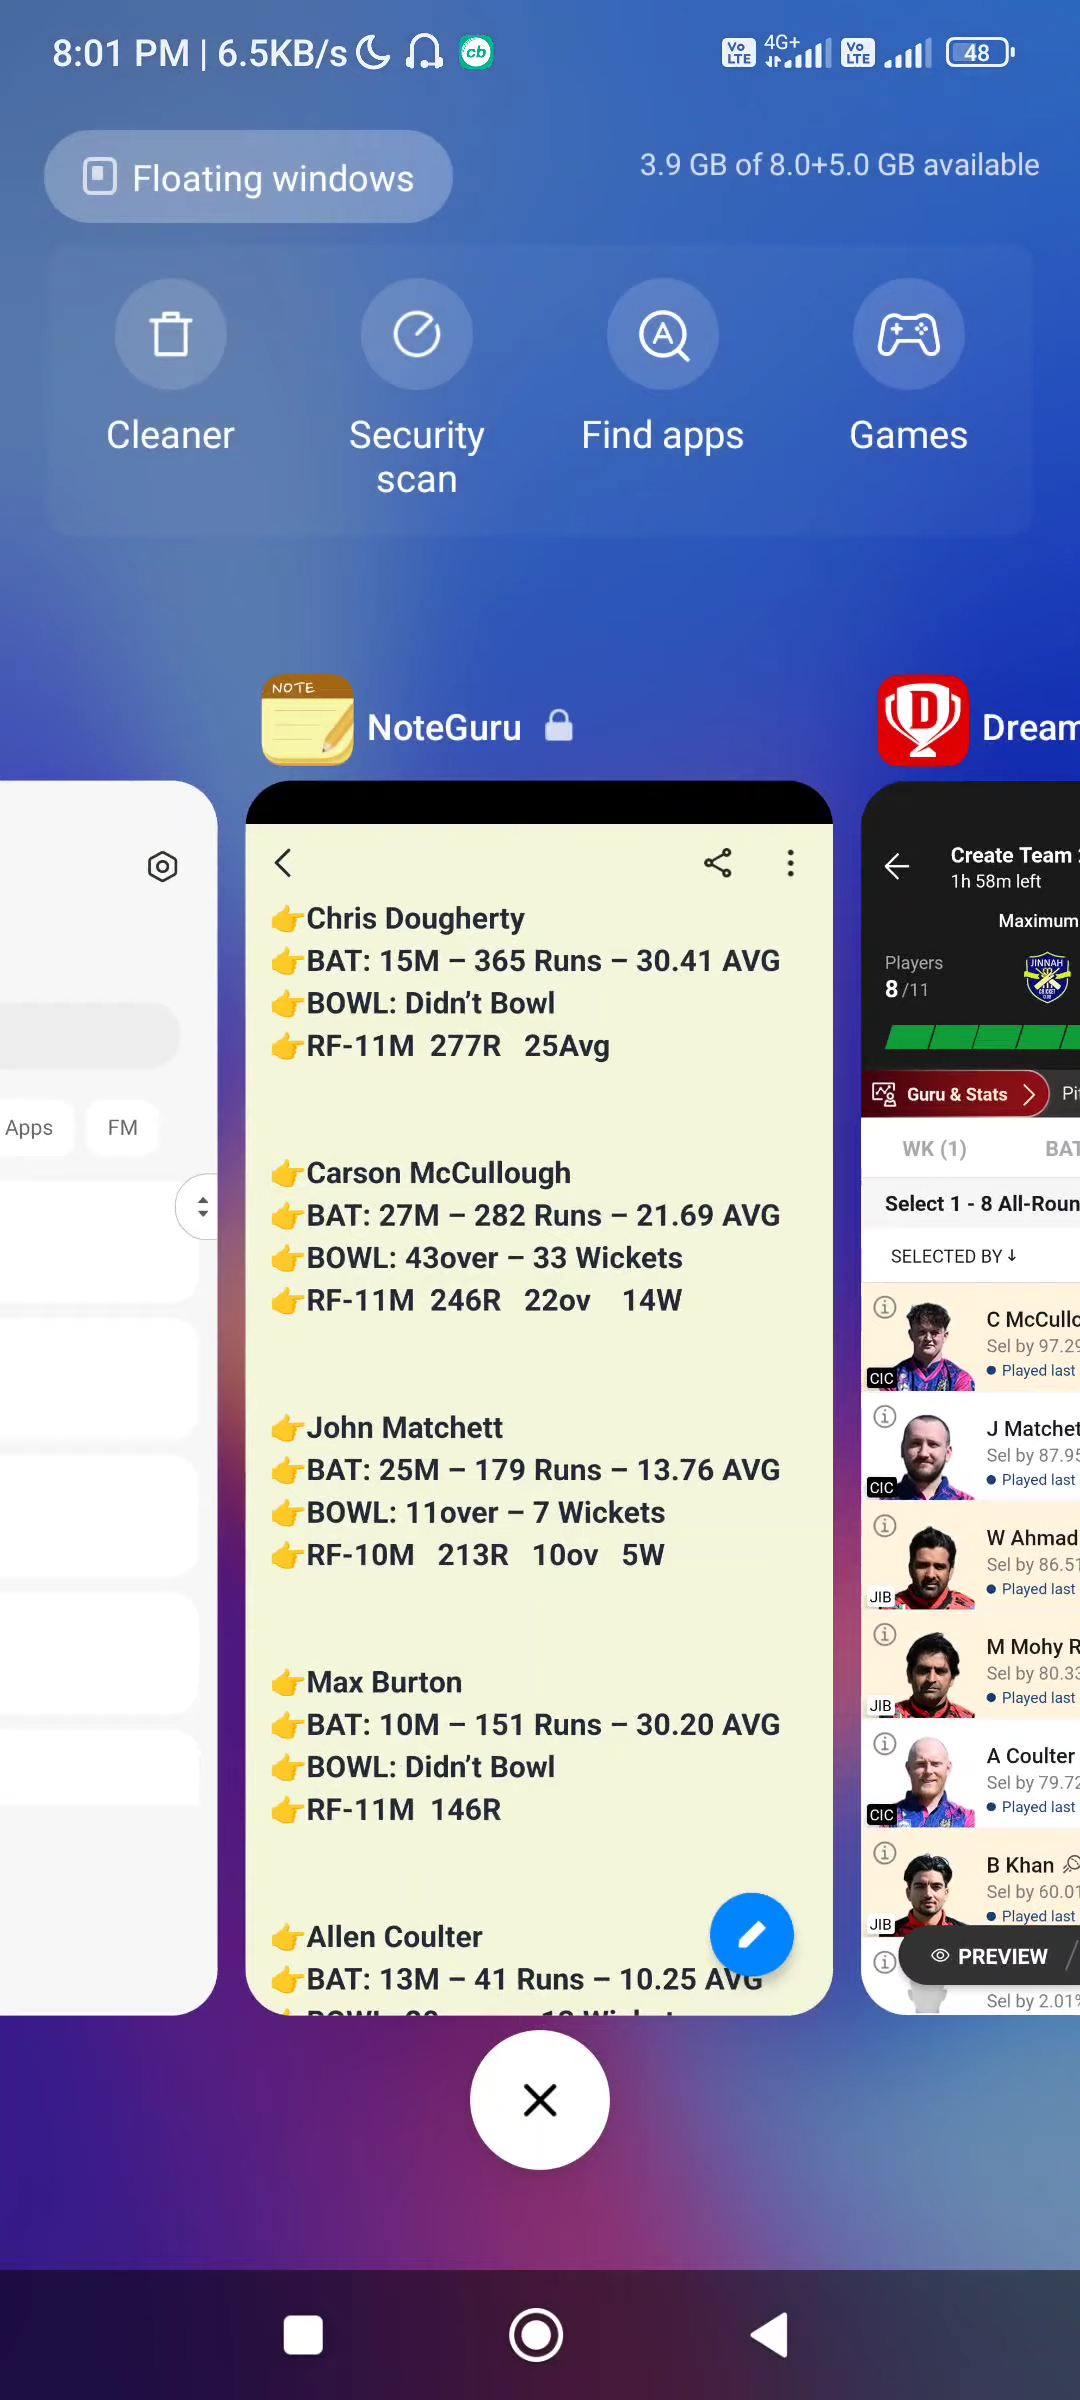 8:01 PM | 6.5KB/s
cb
Vo LTE
4G+
Vo LTE
48
Floating windows
3.9 GB of 8.0+5.0 GB available
Cleaner
Security scan
Find apps
Games
NOTE
NoteGuru
Apps
FM
👉Chris Dougherty
👉BAT: 15M – 365 Runs – 30.41 AVG
👉BOWL: Didn’t Bowl
👉RF-11M 277R 25Avg
👉Carson McCullough
👉BAT: 27M – 282 Runs – 21.69 AVG
👉BOWL: 43over – 33 Wickets
👉RF-11M 246R 22ov 14W
👉John Matchett
👉BAT: 25M – 179 Runs – 13.76 AVG
👉BOWL: 11over – 7 Wickets
👉RF-10M 213R 10ov 5W
👉Max Burton
👉BAT: 10M – 151 Runs – 30.20 AVG
👉BOWL: Didn’t Bowl
👉RF-11M 146R
👉Allen Coulter
👉BAT: 13M – 41 Runs – 10.25 AVG
D
Dream
Create Team
1h 58m left
Maximum
Players
8/11
JINNAH
Guru & Stats
Pi
WK (1)
BAT
Select 1 - 8 All-Roun
SELECTED BY↓
C McCullo
Sel by 97.29
Played last
CIC
J Matchet
Sel by 87.95
Played last
CIC
W Ahmad
Sel by 86.51
Played last
JIB
M Mohy R
Sel by 80.33
Played last
JIB
A Coulter
Sel by 79.72
Played last
CIC
B Khan
Sel by 60.01
Played last
JIB
PREVIEW
Sel by 2.01%